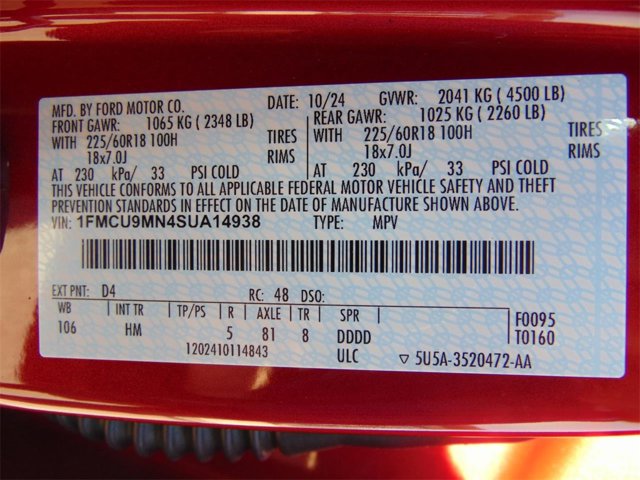 MFD. BY FORD MOTOR CO. DATE: 10/24 GVWR: 2041 KG ( 4500 LB)
FRONT GAWR: 1065 KG ( 2348 LB) REAR GAWR: 1025 KG ( 2260 LB)
WITH 225/60R18 100H TIRES WITH 225/60R18 100H TIRES
18x7.0J RIMS 18x7.0J RIMS
AT 230 kPa/ 33 PSI COLD AT 230 kPa/ 33 PSI COLD
THIS VEHICLE CONFORMS TO ALL APPLICABLE FEDERAL MOTOR VEHICLE SAFETY AND THEFT
PREVENTION STANDARDS IN EFFECT ON THE DATE OF MANUFACTURE SHOWN ABOVE.
VIN: 1FMCU9MN4SUA14938 TYPE: MPV
EXT PNT: D4 RC: 48 DSO:
WB INT TR TP/PS R AXLE TR SPR F0095
106 HM 5 81 8 DDDD T0160
1202410114843 ULC ▽ 5U5A-3520472-AA